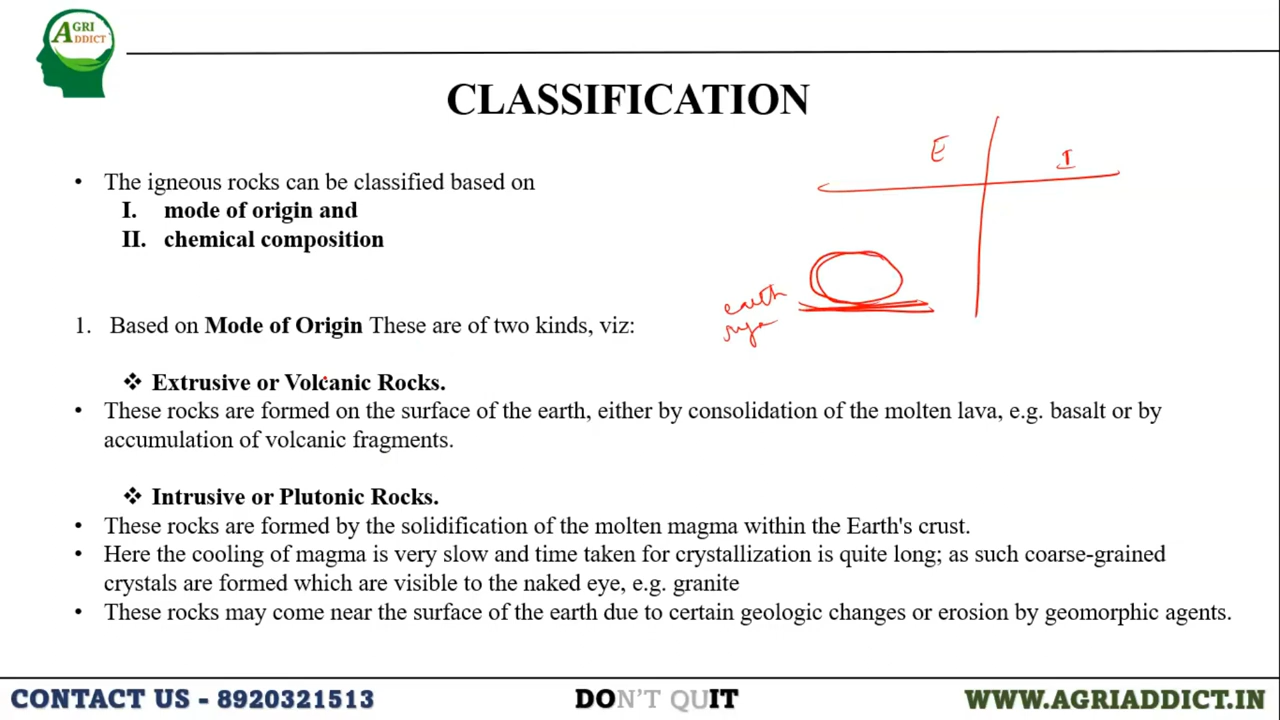 AGRI
ADDICT
CLASSIFICATION
E
I
• The igneous rocks can be classified based on
I. mode of origin and
II. chemical composition
earth
1. Based on Mode of Origin These are of two kinds, viz:
❖ Extrusive or Volcanic Rocks.
• These rocks are formed on the surface of the earth, either by consolidation of the molten lava, e.g. basalt or by
accumulation of volcanic fragments.
❖ Intrusive or Plutonic Rocks.
• These rocks are formed by the solidification of the molten magma within the Earth's crust.
• Here the cooling of magma is very slow and time taken for crystallization is quite long; as such coarse-grained
crystals are formed which are visible to the naked eye, e.g. granite
• These rocks may come near the surface of the earth due to certain geologic changes or erosion by geomorphic agents.
CONTACT US - 8920321513
DON'T QUIT
WWW.AGRIADDICT.IN